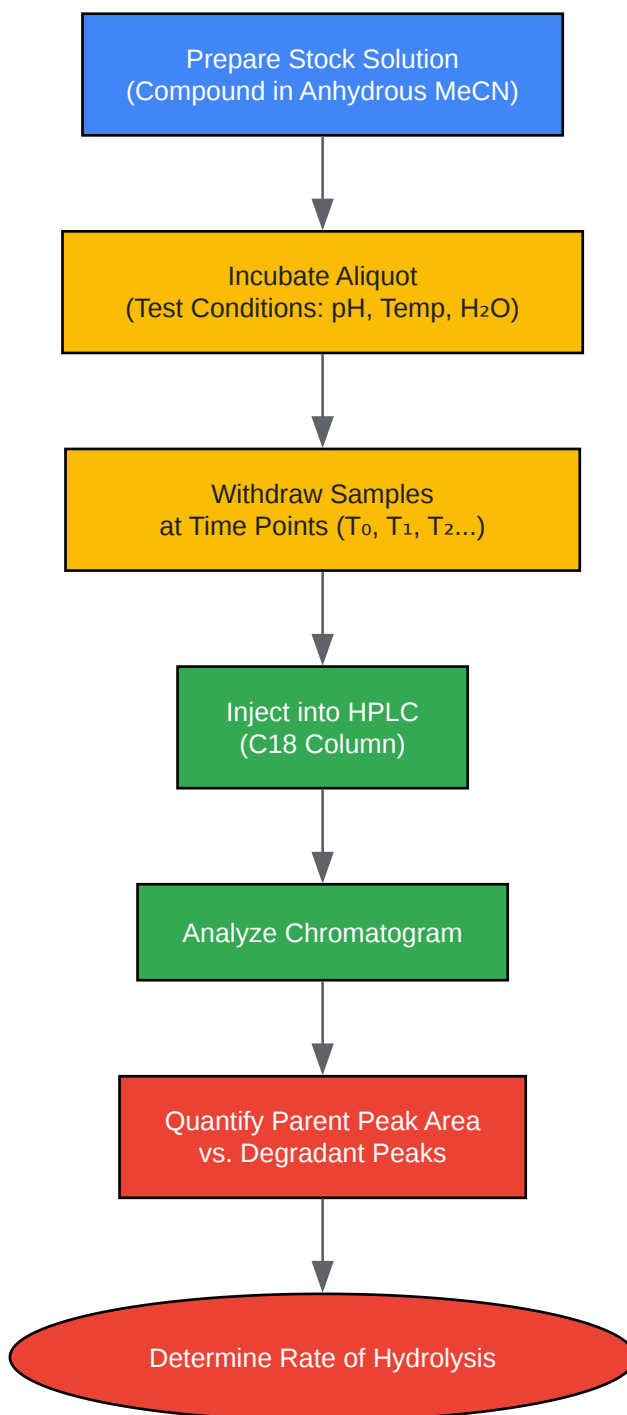 Prepare Stock Solution
(Compound in Anhydrous MeCN)
Incubate Aliquot
(Test Conditions: pH, Temp, H₂O)
Withdraw Samples
at Time Points (T₀, T₁, T₂...)
Inject into HPLC
(C18 Column)
Analyze Chromatogram
Quantify Parent Peak Area
vs. Degradant Peaks
Determine Rate of Hydrolysis